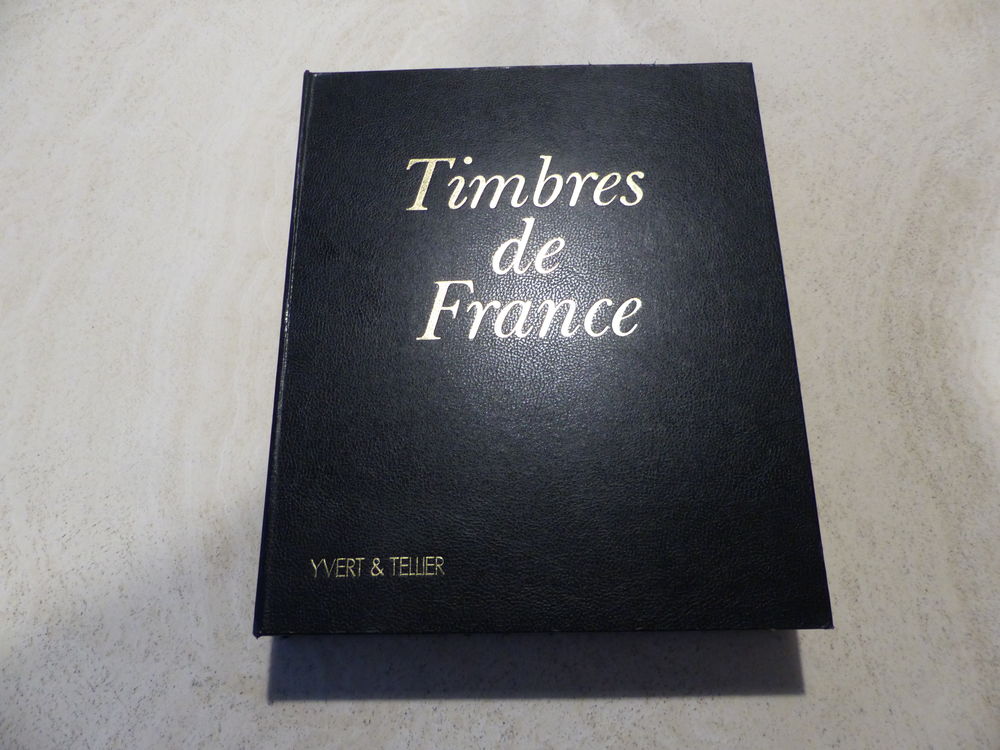 Timbres
de
France
YVERT & TELLIER